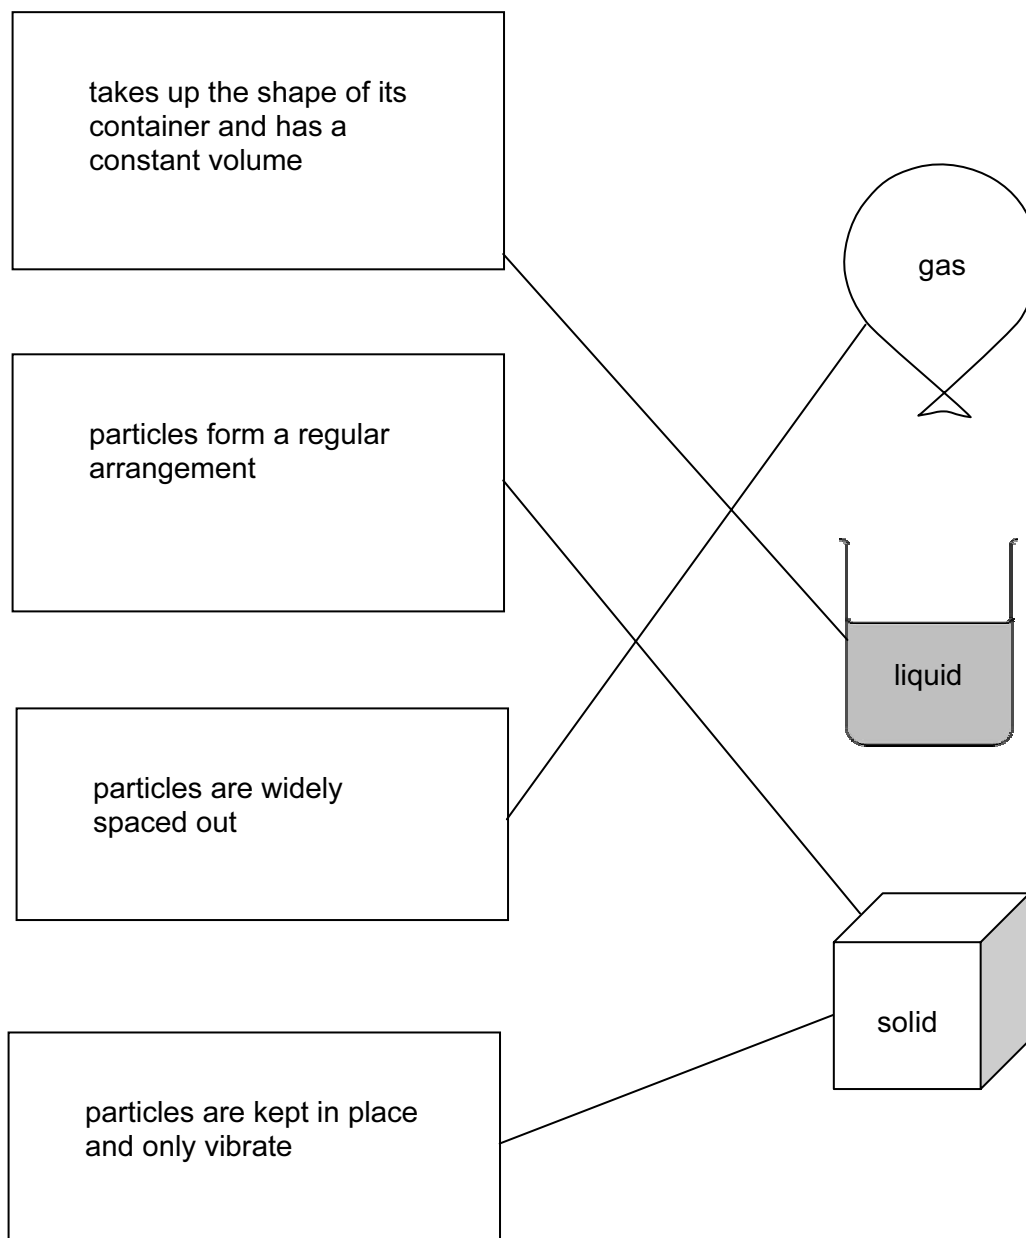 takes up the shape of its
container and has a
constant volume
gas
particles form a regular
arrangement
liquid
particles are widely
spaced out
solid
particles are kept in place
and only vibrate